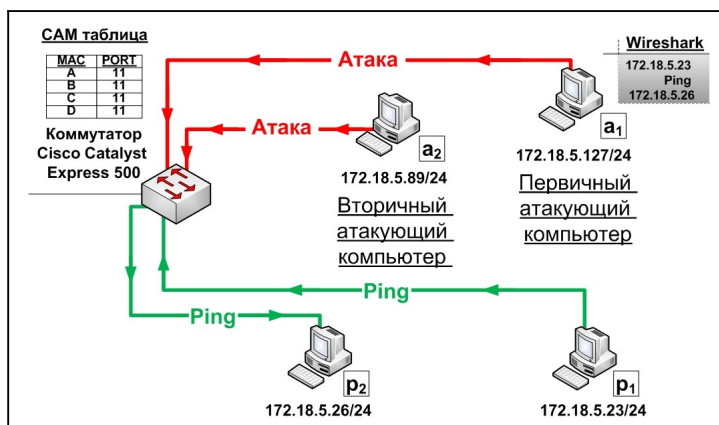 CAM таблица
MAC PORT
A 11
B 11
C 11
D 11
Коммутатор
Cisco Catalyst
Express 500
Атака
Wireshark
172.18.5.23
Ping
172.18.5.26
a1
172.18.5.127/24
Первичный
атакующий
компьютер
Атака
a2
172.18.5.89/24
Вторичный
атакующий
компьютер
Ping
Ping
p2
172.18.5.26/24
p1
172.18.5.23/24